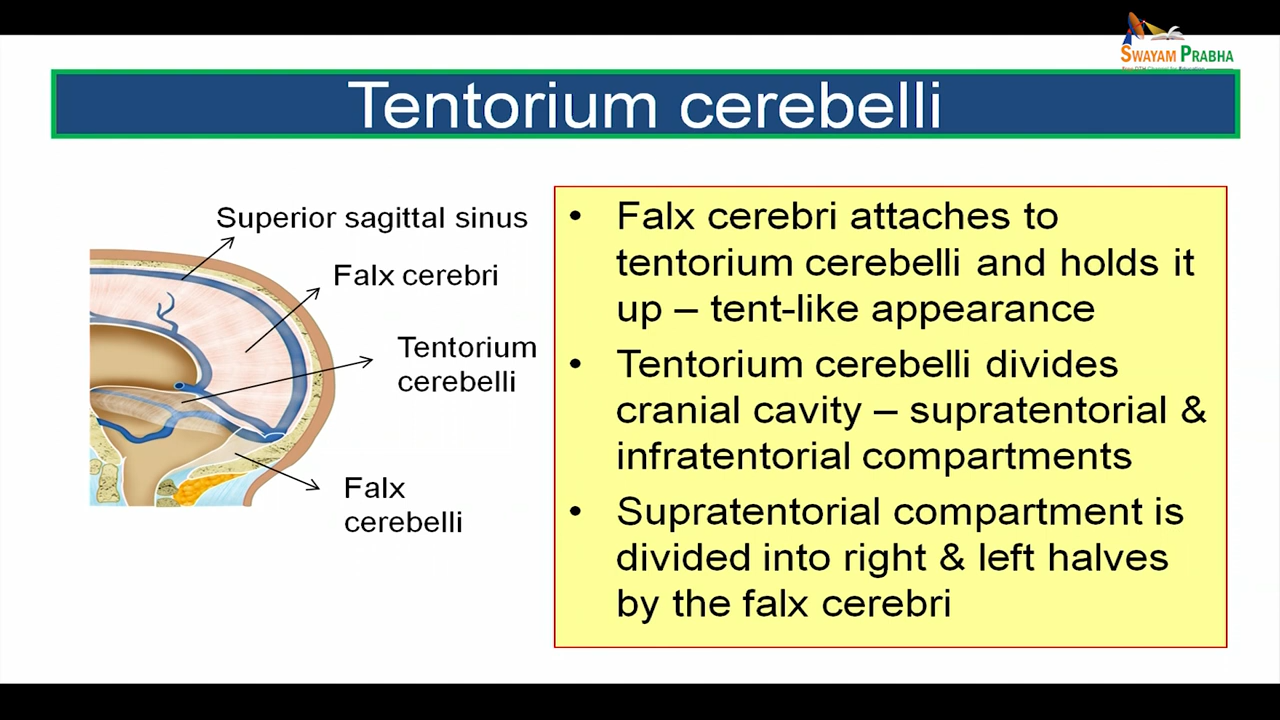 SWAYAM PRABHA
Tentorium cerebelli
Superior sagittal sinus
Falx cerebri
Tentorium
cerebelli
Falx
cerebelli
• Falx cerebri attaches to
tentorium cerebelli and holds it
up – tent-like appearance
• Tentorium cerebelli divides
cranial cavity – supratentorial &
infratentorial compartments
• Supratentorial compartment is
divided into right & left halves
by the falx cerebri